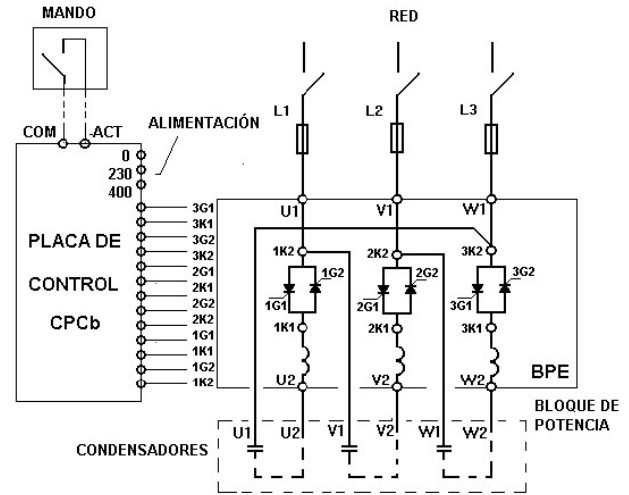 MANDO
RED
L1
L2
L3
COM
-ACT
ALIMENTACIÓN
0
230
400
PLACA DE
CONTROL
CPCb
3G1
3K1
3G2
3K2
2G1
2K1
2G2
2K2
1G1
1K1
1G2
1K2
U1
V1
W1
1K2
2K2
3K2
1G2
2G2
3G2
1G1
2G1
3G1
1K1
2K1
3K1
U2
V2
W2
BPE
BLOQUE DE
POTENCIA
CONDENSADORES
U1
U2
V1
V2
W1
W2